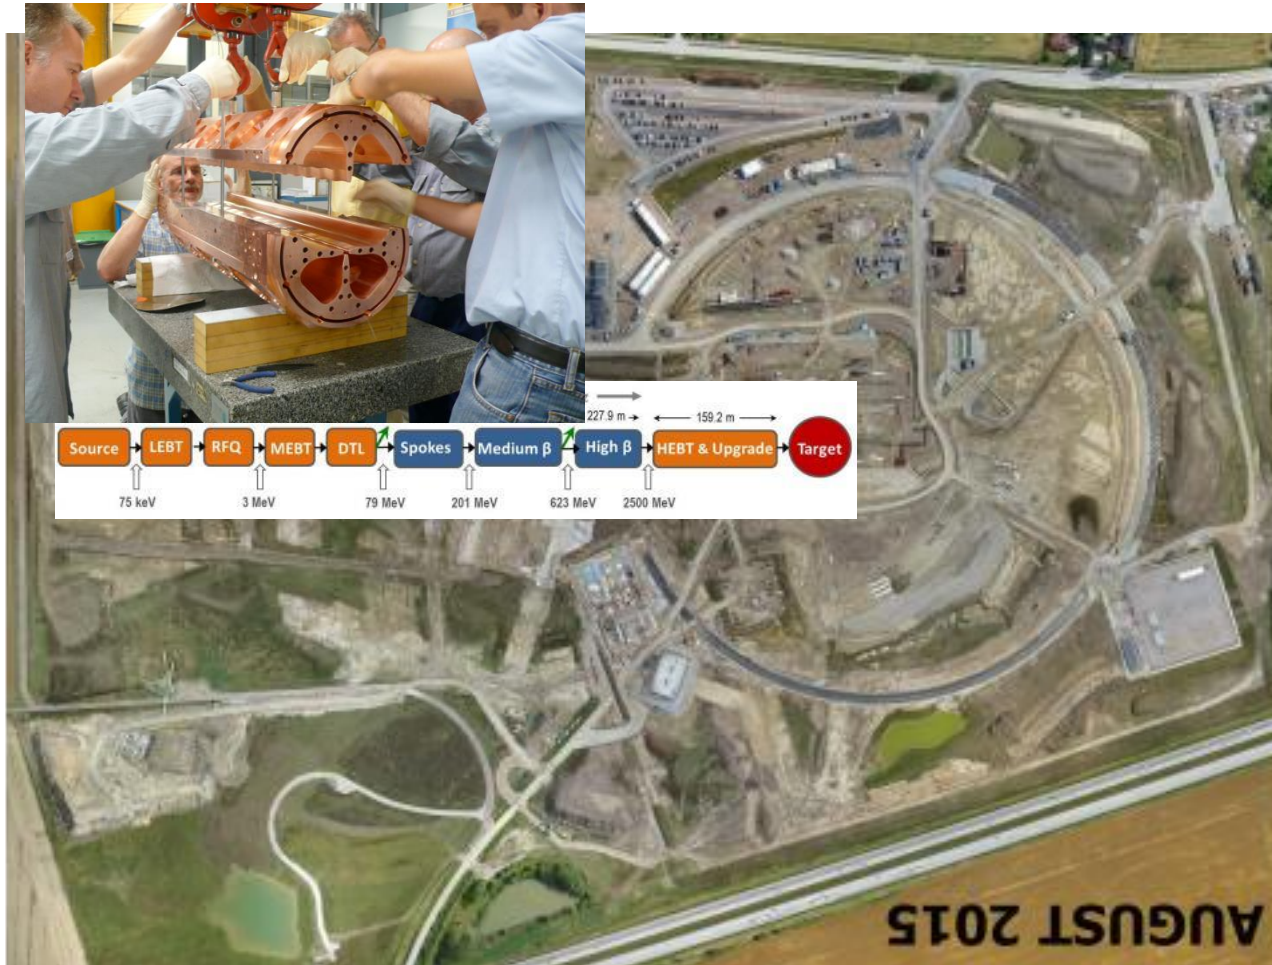 227.9 m 159.2 m
Source LEBT RFQ MEBT DTL Spokes Medium β High β HEBT & Upgrade Target
75 keV 3 MeV 79 MeV 201 MeV 623 MeV 2500 MeV
AUGUST 2015